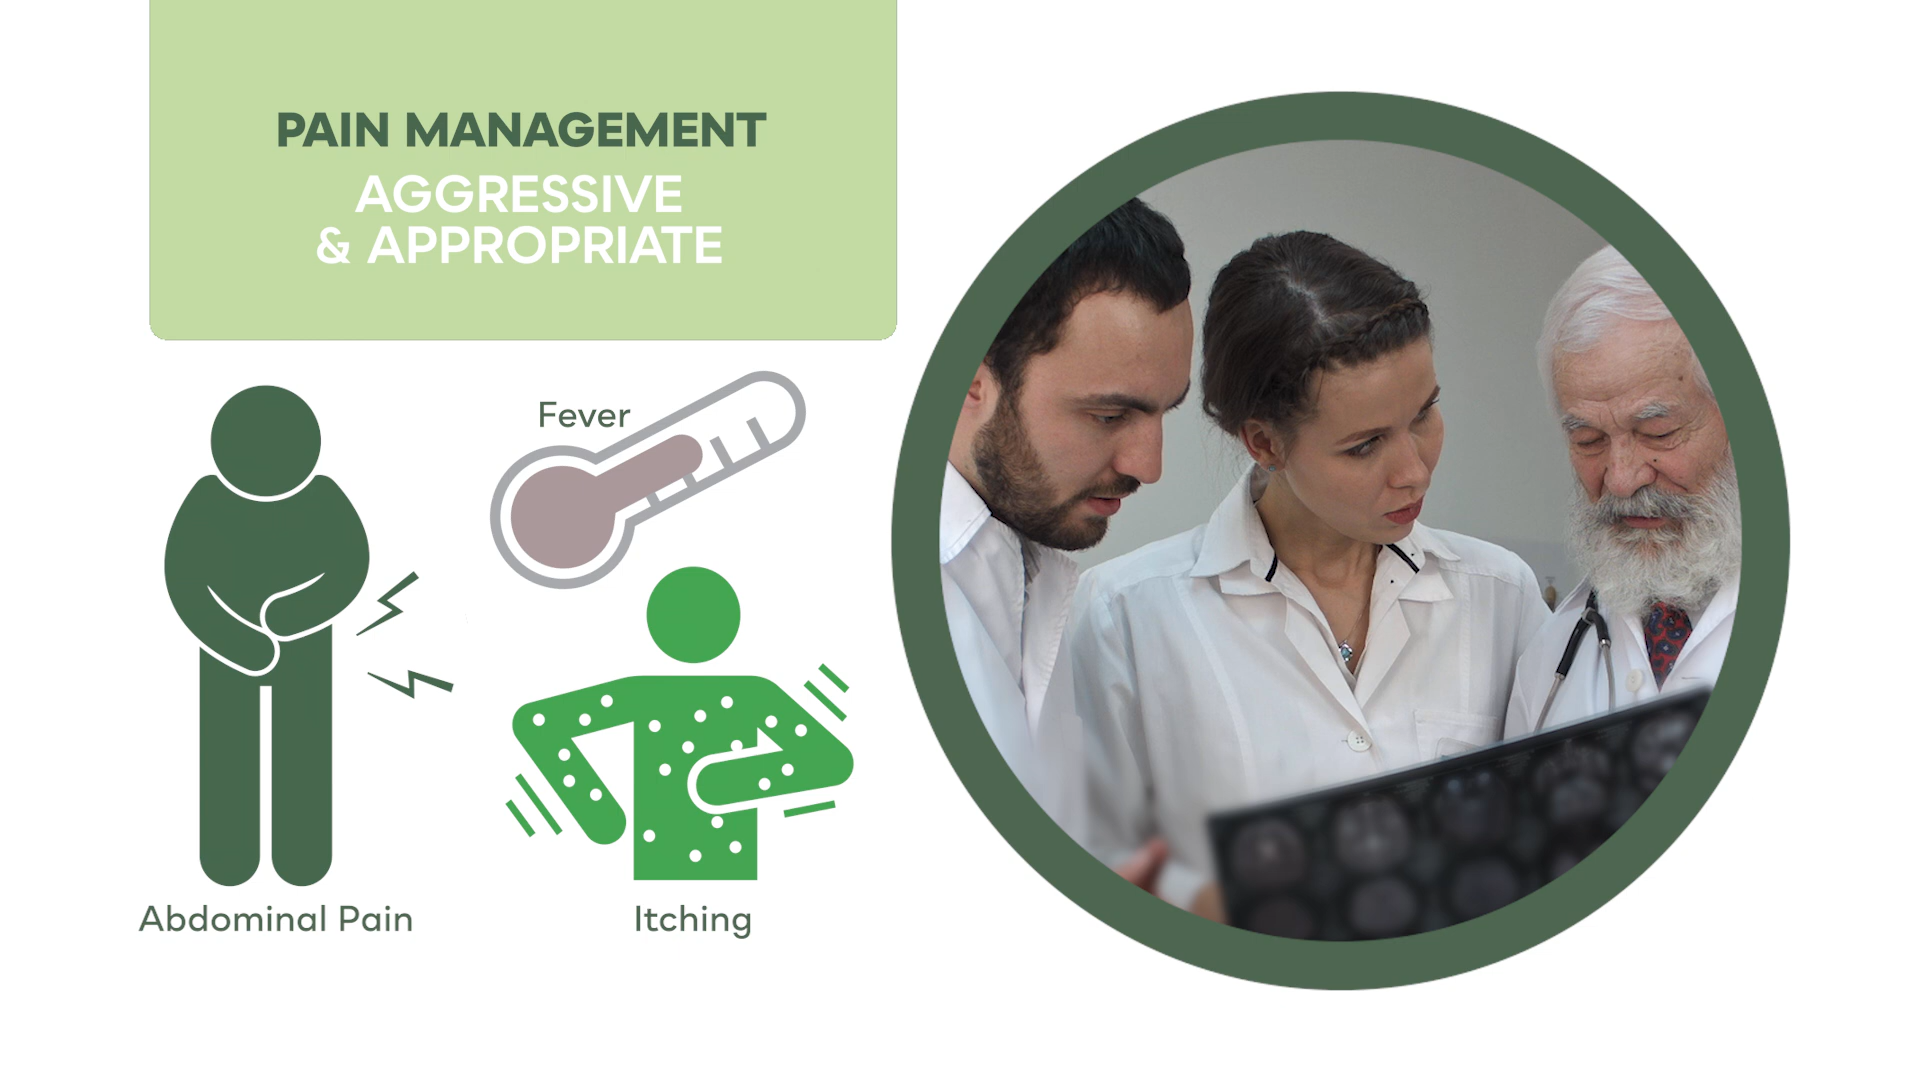 PAIN MANAGEMENT
AGGRESSIVE
& APPROPRIATE
Fever
Abdominal Pain
Itching